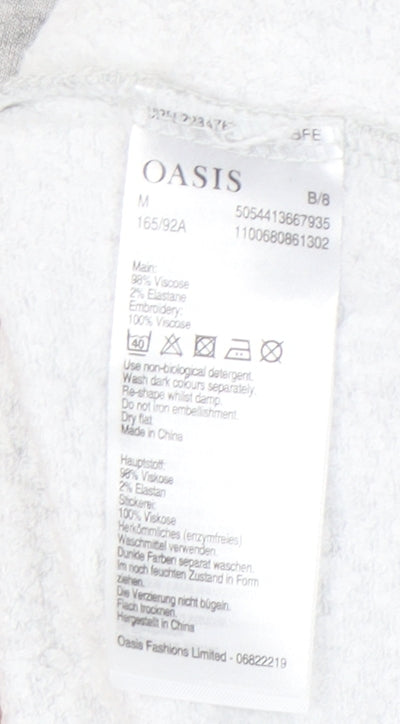 OASIS
B/8
M
5054413667935
165/92A
1100680861302
Main:
98% Viscose
2% Elastane
Embroidery:
100% Viscose
40
Use non-biological detergent.
Wash dark colours separately.
Re-shape whilst damp.
Do not iron embellishment.
Dry flat.
Made in China
Hauptstoff:
98% Viskose
2% Elastan
Stickerei:
100% Viskose
Herkömmliches (enzymfreies)
Waschmittel verwenden.
Dunkle Farben separat waschen.
Im noch feuchten Zustand in Form
ziehen.
Die Verzierung nicht bügeln.
Flach trocknen.
Hergestellt in China
Oasis Fashions Limited - 06822219